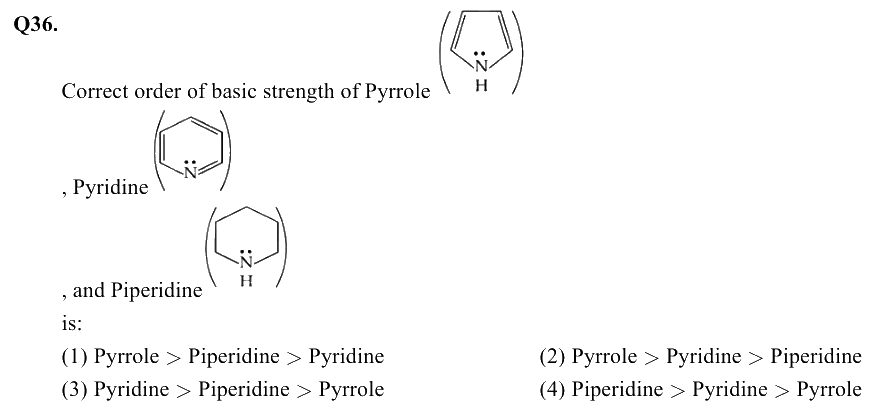 Q36.
Correct order of basic strength of Pyrrole ( N H )
, Pyridine ( N )
, and Piperidine ( N H )
is:
(1) Pyrrole > Piperidine > Pyridine (2) Pyrrole > Pyridine > Piperidine
(3) Pyridine > Piperidine > Pyrrole (4) Piperidine > Pyridine > Pyrrole